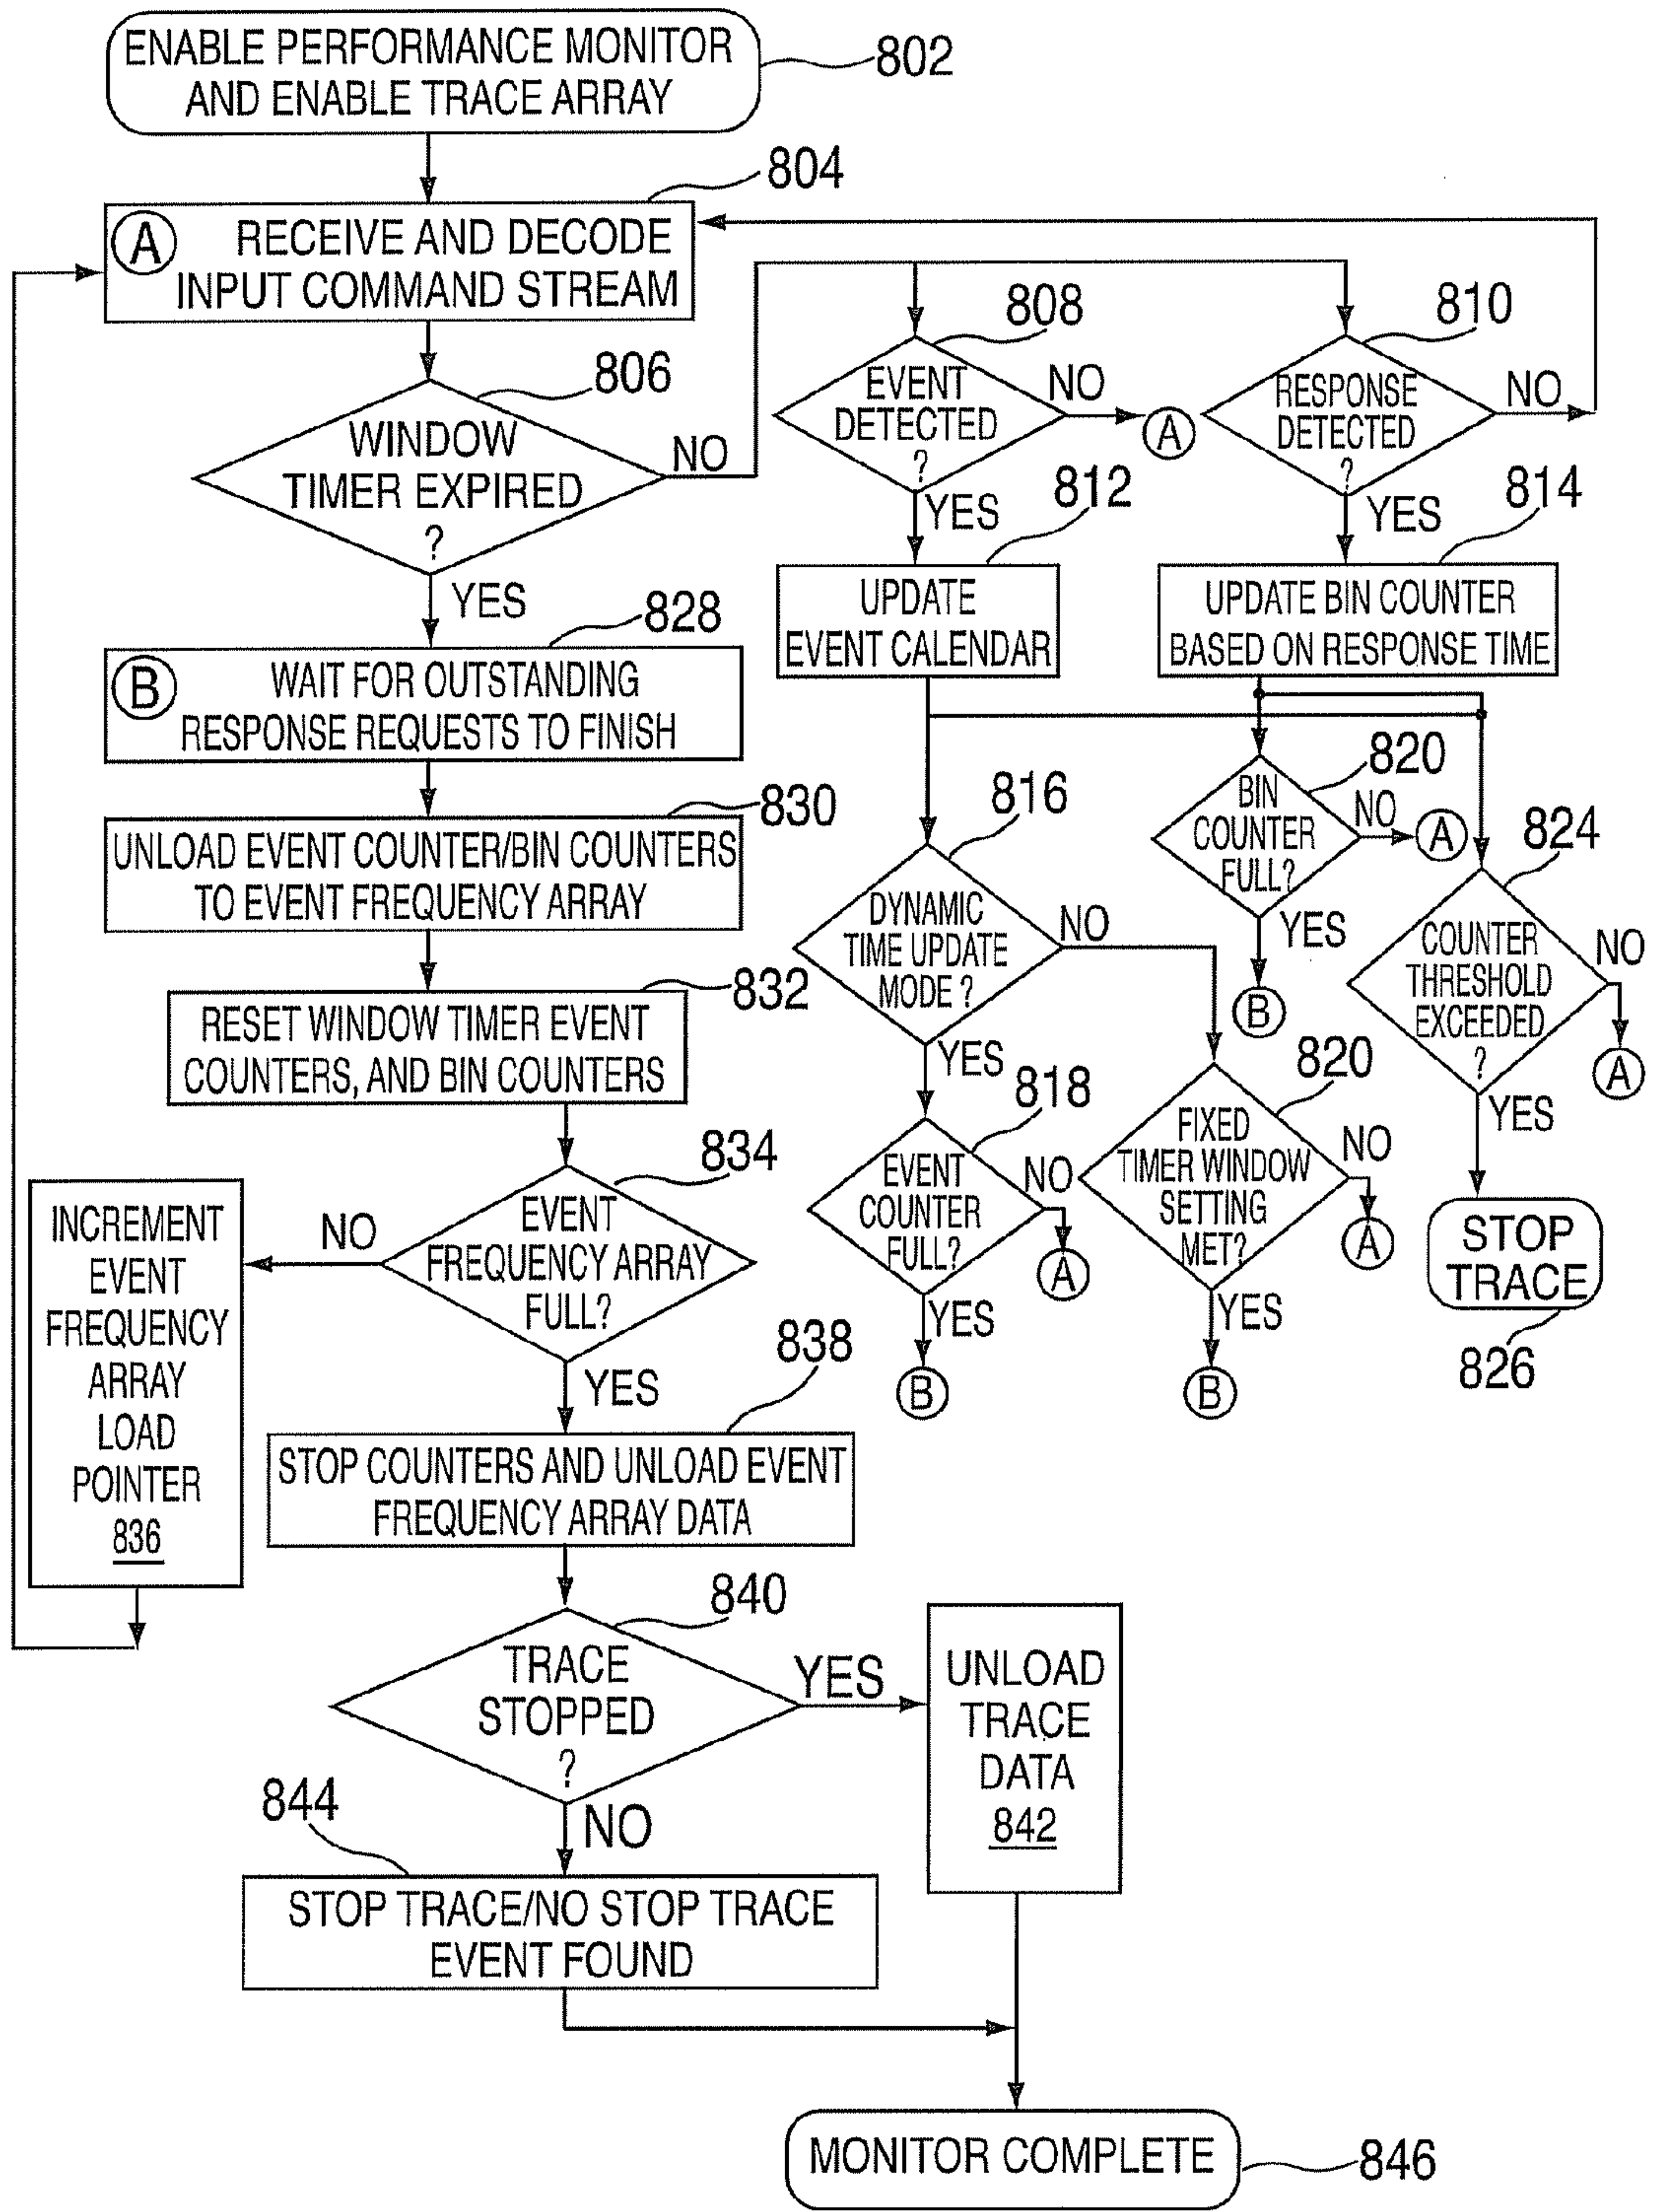 ENABLE PERFORMANCE MONITOR
AND ENABLE TRACE ARRAY
802
804
A
RECEIVE AND DECODE
INPUT COMMAND STREAM
806
WINDOW
TIMER EXPIRED
?
NO
YES
808
EVENT
DETECTED
?
NO
A
YES
810
RESPONSE
DETECTED
?
NO
YES
812
UPDATE
EVENT CALENDAR
814
UPDATE BIN COUNTER
BASED ON RESPONSE TIME
828
B
WAIT FOR OUTSTANDING
RESPONSE REQUESTS TO FINISH
830
UNLOAD EVENT COUNTER/BIN COUNTERS
TO EVENT FREQUENCY ARRAY
832
RESET WINDOW TIMER EVENT
COUNTERS, AND BIN COUNTERS
816
DYNAMIC
TIME UPDATE
MODE ?
NO
YES
820
BIN
COUNTER
FULL?
NO
A
YES
B
824
COUNTER
THRESHOLD
EXCEEDED
?
NO
A
YES
STOP
TRACE
826
818
EVENT
COUNTER
FULL?
NO
A
YES
B
820
FIXED
TIMER WINDOW
SETTING
MET?
NO
A
YES
B
834
EVENT
FREQUENCY ARRAY
FULL?
NO
YES
INCREMENT
EVENT
FREQUENCY
ARRAY
LOAD
POINTER
836
838
STOP COUNTERS AND UNLOAD EVENT
FREQUENCY ARRAY DATA
840
TRACE
STOPPED
?
YES
NO
UNLOAD
TRACE
DATA
842
844
STOP TRACE/NO STOP TRACE
EVENT FOUND
MONITOR COMPLETE
846